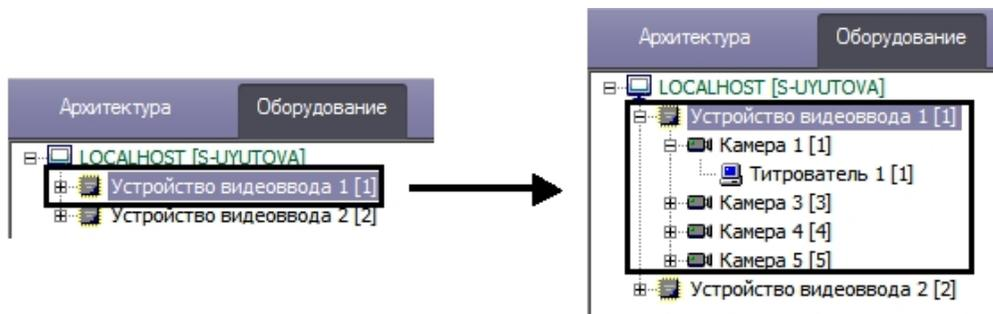 Архитектура Оборудование
LOCALHOST [S-UYUTOVA]
Устройство видеоввода 1 [1]
Устройство видеоввода 2 [2]
Архитектура Оборудование
LOCALHOST [S-UYUTOVA]
Устройство видеоввода 1 [1]
Камера 1 [1]
Титрователь 1 [1]
Камера 3 [3]
Камера 4 [4]
Камера 5 [5]
Устройство видеоввода 2 [2]